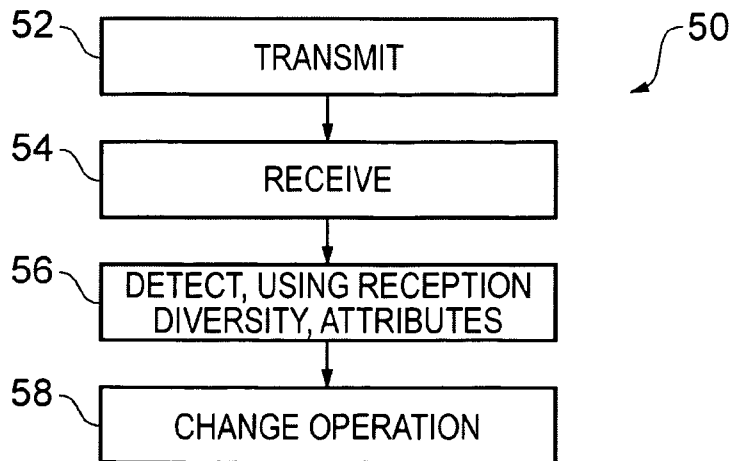 52
TRANSMIT
50
54
RECEIVE
56
DETECT, USING RECEPTION
DIVERSITY, ATTRIBUTES
58
CHANGE OPERATION